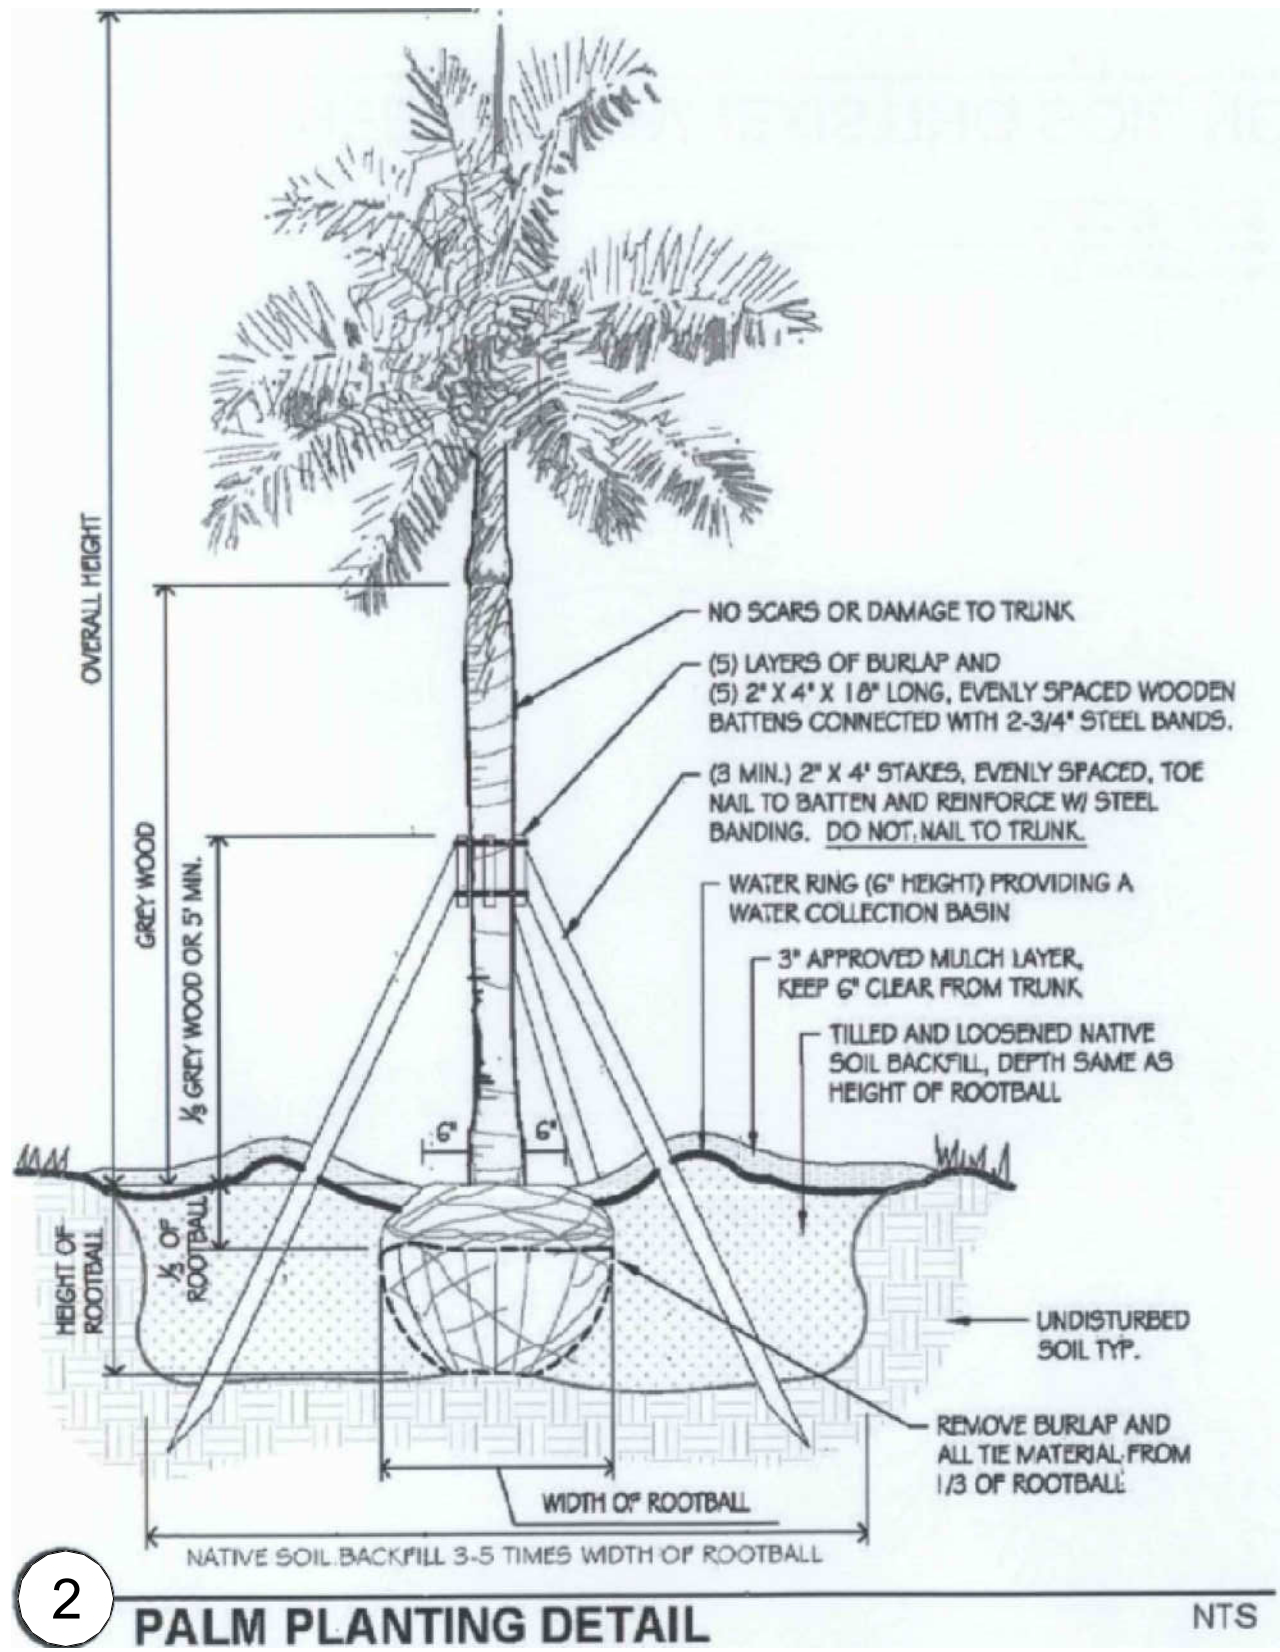 OVERALL HEIGHT
GREY WOOD
1/3 GREY WOOD OR 5' MIN.
NO SCARS OR DAMAGE TO TRUNK
(5) LAYERS OF BURLAP AND
(5) 2" X 4" X 18" LONG, EVENLY SPACED WOODEN
BATTENS CONNECTED WITH 2-3/4" STEEL BANDS.
(3 MIN.) 2" X 4" STAKES, EVENLY SPACED, TOE
NAIL TO BATTEN AND REINFORCE W/ STEEL
BANDING. DO NOT NAIL TO TRUNK.
WATER RING (6" HEIGHT) PROVIDING A
WATER COLLECTION BASIN
3" APPROVED MULCH LAYER,
KEEP 6" CLEAR FROM TRUNK
TILLED AND LOOSENED NATIVE
SOIL BACKFILL, DEPTH SAME AS
HEIGHT OF ROOTBALL
6"
6"
HEIGHT OF
ROOTBALL
1/3 OF
ROOTBALL
UNDISTURBED
SOIL TYP.
REMOVE BURLAP AND
ALL TIE MATERIAL FROM
1/3 OF ROOTBALL
WIDTH OF ROOTBALL
NATIVE SOIL BACKFILL 3-5 TIMES WIDTH OF ROOTBALL
2
PALM PLANTING DETAIL
NTS